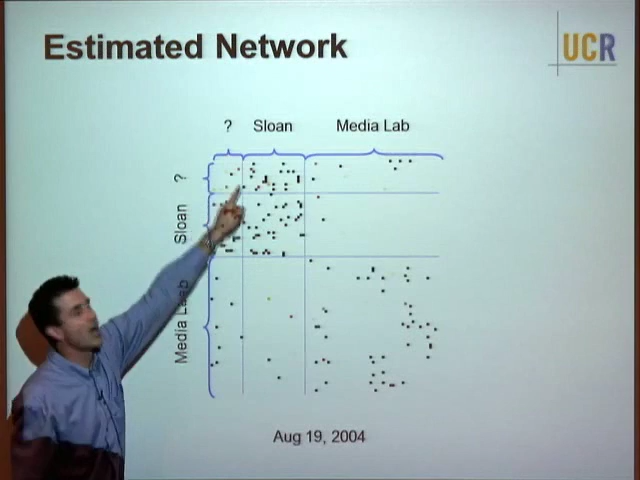 Estimated Network
UCR
? Sloan Media Lab
?
Sloan
Media Lab
Aug 19, 2004